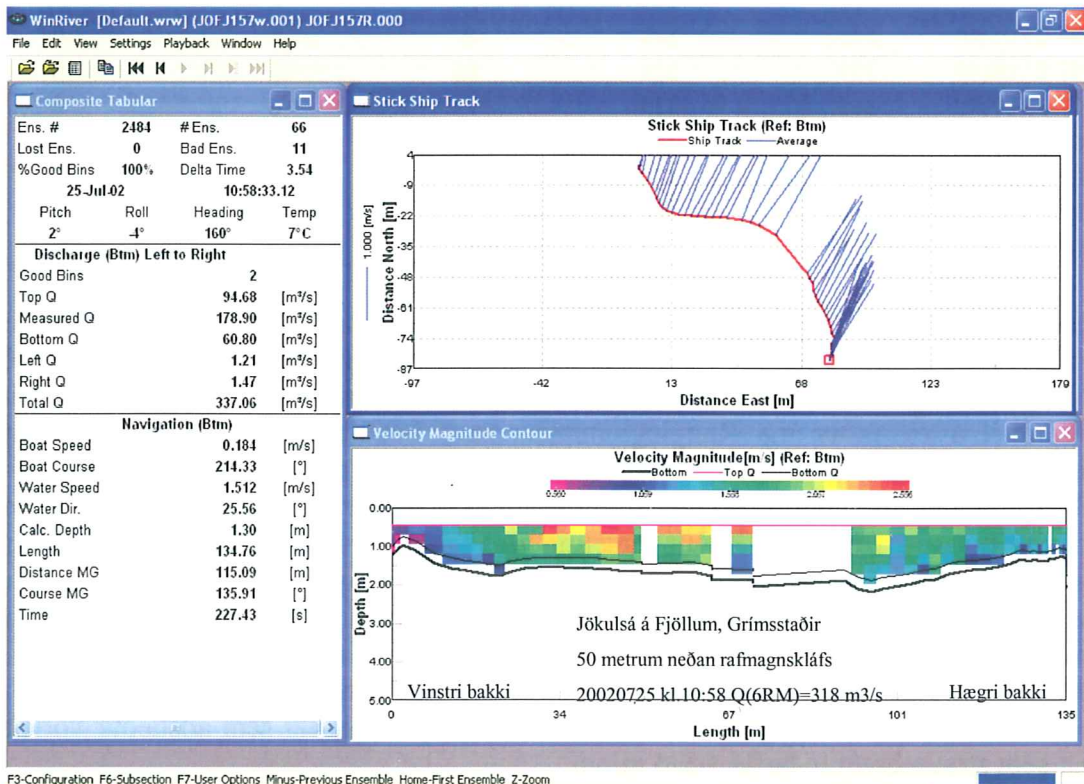 WinRiver [Default.wrw] (JOFJ157w.001) JOFJ157R.000
File Edit View Settings Playback Window Help
Composite Tabular
Ens. # 2484 # Ens. 66
Lost Ens. 0 Bad Ens. 11
%Good Bins 100% Delta Time 3.54
25-Jul-02 10:58:33.12
Pitch Roll Heading Temp
2° -4° 160° 7°C
Discharge (Btm) Left to Right
Good Bins 2
Top Q 94.68 [m³/s]
Measured Q 178.90 [m³/s]
Bottom Q 60.80 [m³/s]
Left Q 1.21 [m³/s]
Right Q 1.47 [m³/s]
Total Q 337.06 [m³/s]
Navigation (Btm)
Boat Speed 0.184 [m/s]
Boat Course 214.33 [°]
Water Speed 1.512 [m/s]
Water Dir. 25.56 [°]
Calc. Depth 1.30 [m]
Length 134.76 [m]
Distance MG 115.09 [m]
Course MG 135.91 [°]
Time 227.43 [s]
Stick Ship Track
Stick Ship Track (Ref: Btm)
Ship Track Average
1.000 [m/s]
Distance North [m]
4
-9
-22
-35
-48
-61
-74
-87
-97 -42 13 68 123 179
Distance East [m]
Velocity Magnitude Contour
Velocity Magnitude[m/s] (Ref: Btm)
Bottom Top Q Bottom Q
Depth [m]
0.00
1.00
2.00
3.00
4.00
5.00
Jökulsá á Fjöllum, Grímsstaðir
50 metrum neðan rafmagnskláfs
Vinstri bakki 20020725 kl.10:58 Q(6RM)=318 m3/s Hægri bakki
0 34 67 101 135
Length [m]
F3-Configuration F6-Subsection F7-User Options Minus-Previous Ensemble Home-First Ensemble Z-Zoom